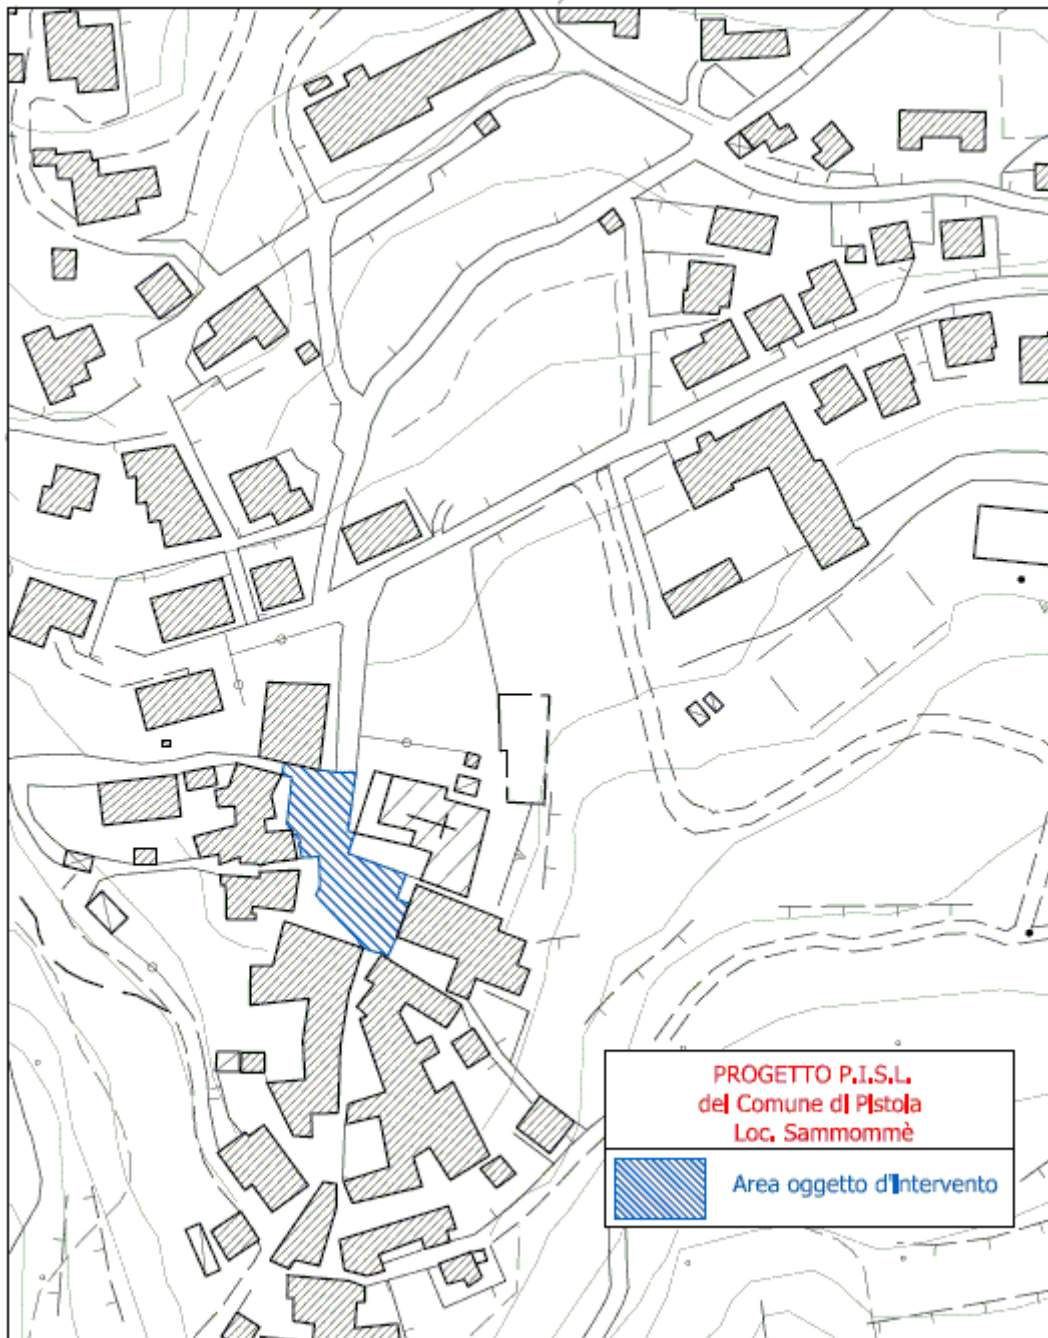 PROGETTO P.I.S.L.
del Comune di Pistoia
Loc. Sammommè
Area oggetto d'Intervento